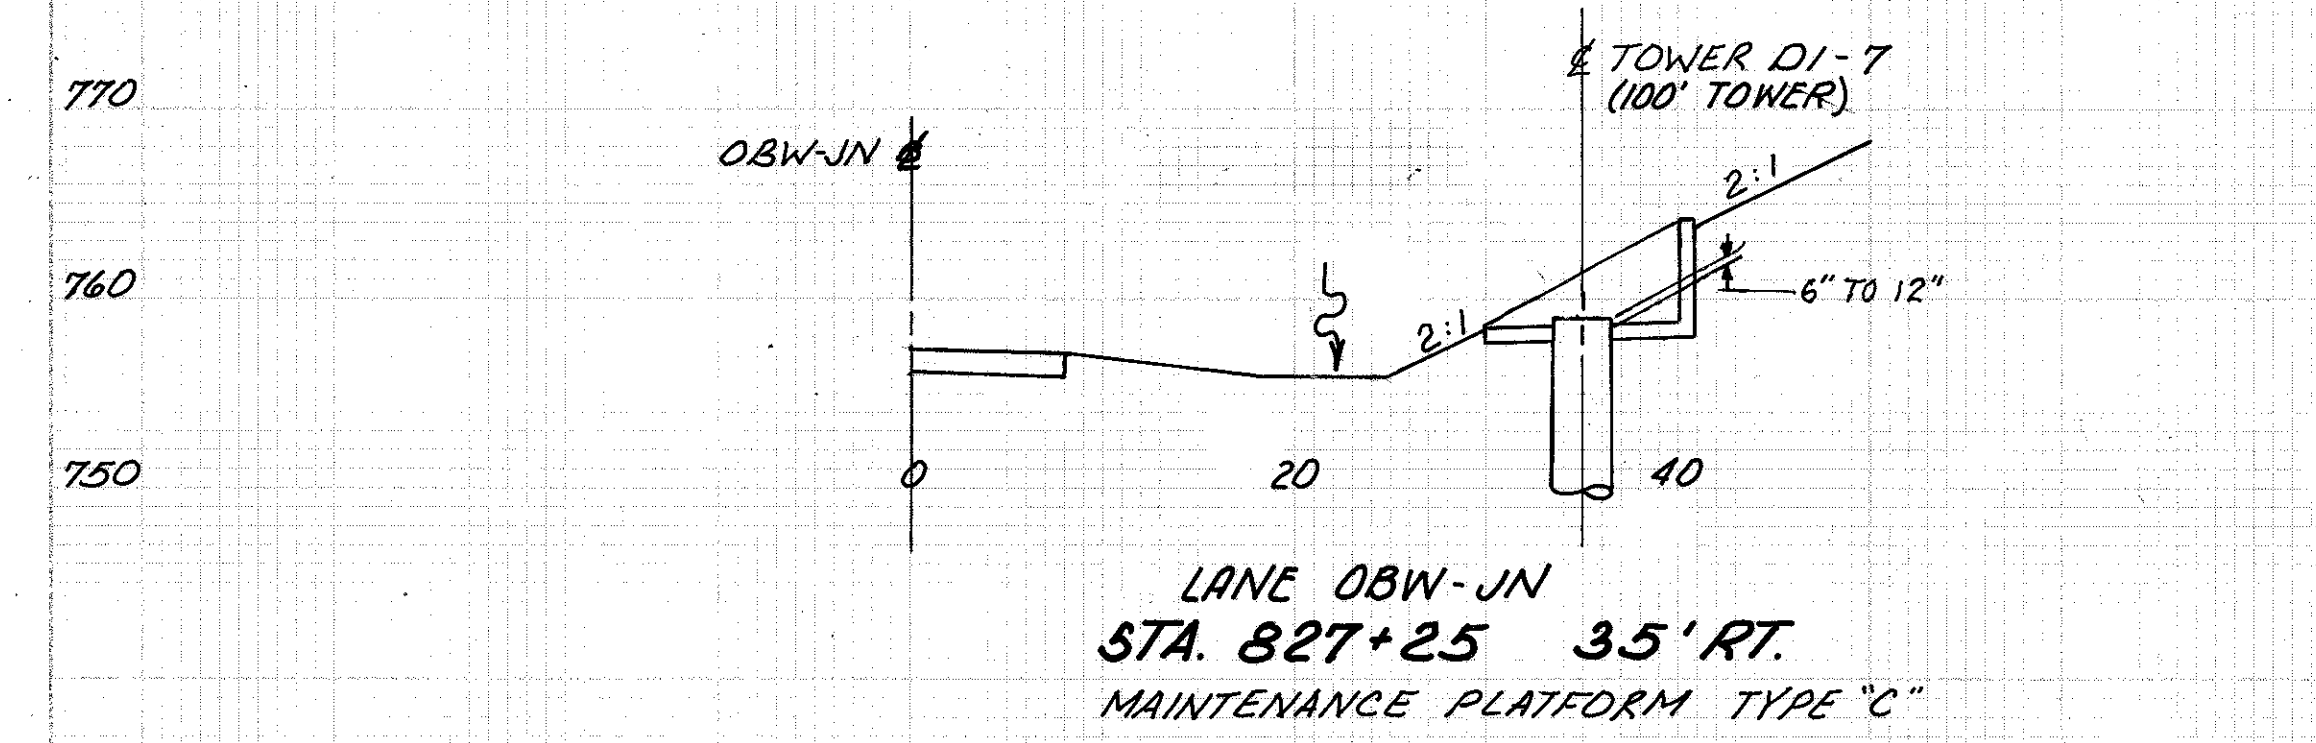 ℄ TOWER D1-7
(100' TOWER)
770
OBW-JN ℄
2:1
760
6" TO 12"
2:1
750
0
20
40
LANE OBW-JN
STA. 827+25 35' RT.
MAINTENANCE PLATFORM TYPE "C"